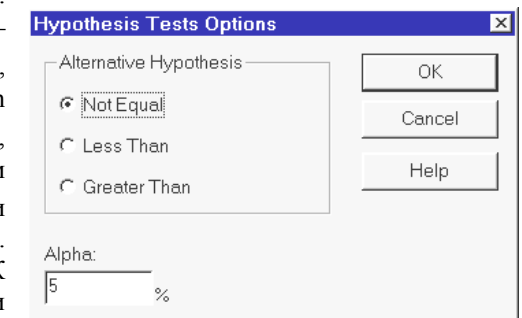 Hypothesis Tests Options
Alternative Hypothesis
OK
Not Equal
Cancel
Less Than
Help
Greater Than
Alpha:
5 %